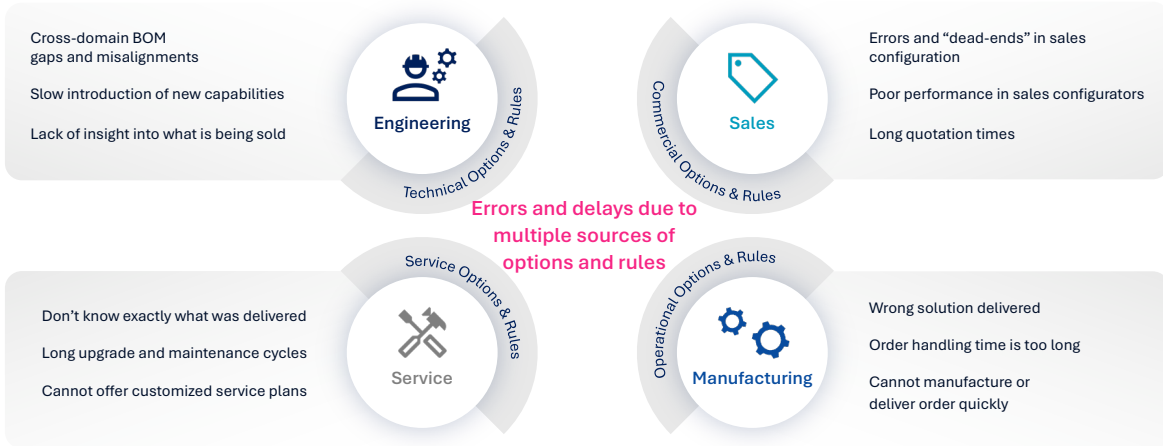 Cross-domain BOM
gaps and misalignments
Slow introduction of new capabilities
Lack of insight into what is being sold
Engineering
Technical Options & Rules
Sales
Commercial Options & Rules
Errors and “dead-ends” in sales
configuration
Poor performance in sales configurators
Long quotation times
Errors and delays due to
multiple sources of
options and rules
Don’t know exactly what was delivered
Long upgrade and maintenance cycles
Cannot offer customized service plans
Service Options & Rules
Service
Operational Options & Rules
Manufacturing
Wrong solution delivered
Order handling time is too long
Cannot manufacture or
deliver order quickly